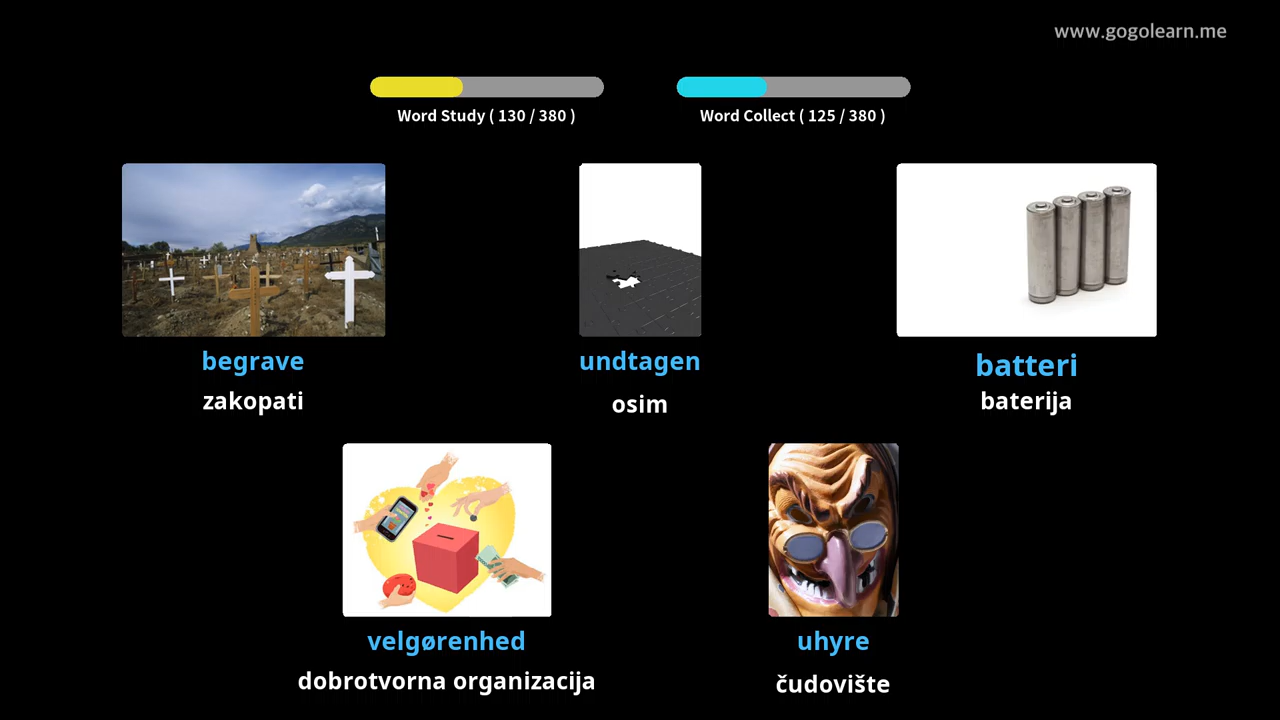 www.gogolearn.me
Word Study ( 130 / 380 )
Word Collect ( 125 / 380 )
begrave
undtagen
batteri
zakopati
osim
baterija
velgørenhed
uhyre
dobrotvorna organizacija
čudovište